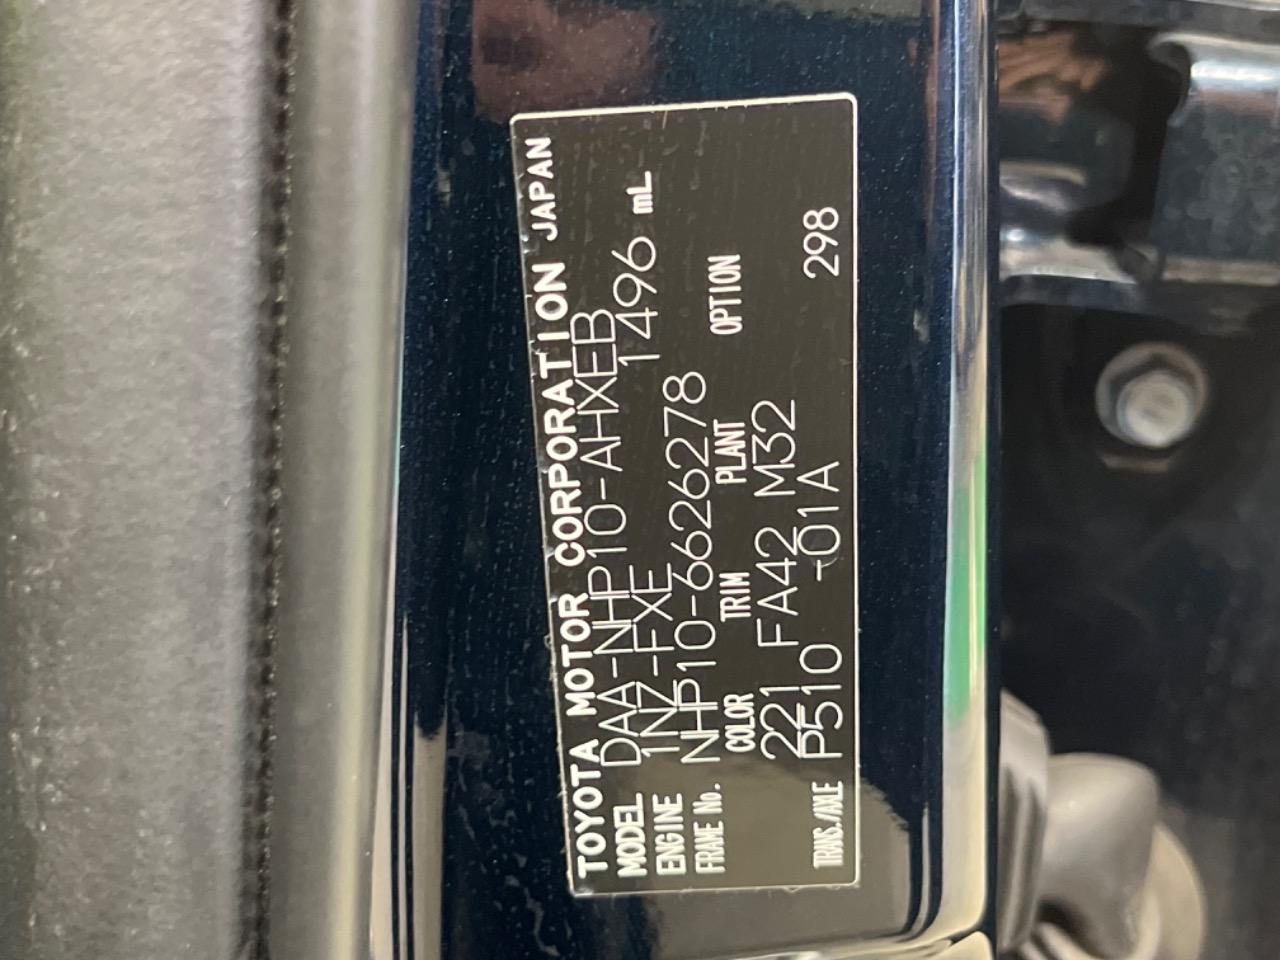 TOYOTA MOTOR CORPORATION JAPAN
MODEL DAA-NHP10-AHXEB
ENGINE 1NZ-FXE 1496 mL
FRAME No. NHP10-6626278
COLOR TRIM PLANT OPTION
221 FA42 M32
TRANS./AXLE P510 -01A 298